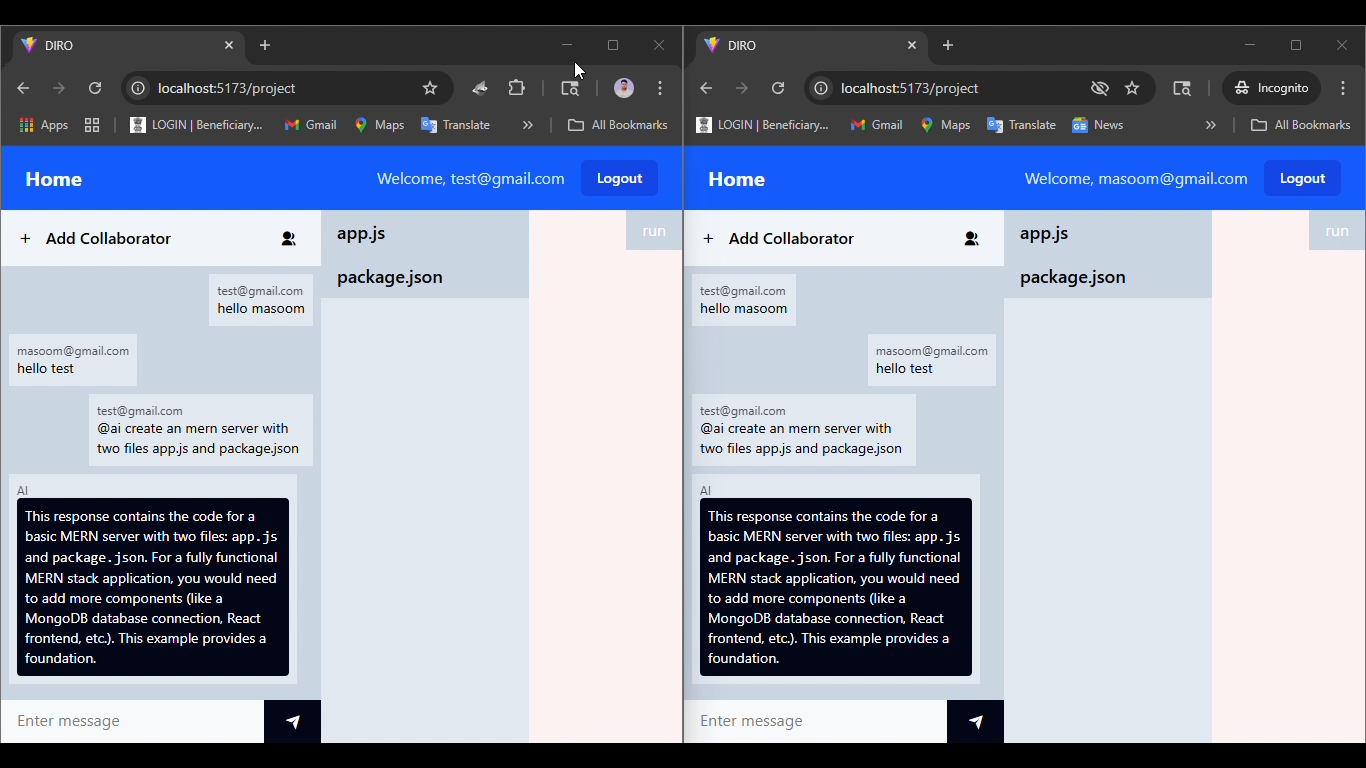 DIRO
localhost:5173/project
Apps
LOGIN | Beneficiary...
Gmail
Maps
Translate
»
All Bookmarks
Home
Welcome, test@gmail.com
Logout
+ Add Collaborator
test@gmail.com
hello masoom
masoom@gmail.com
hello test
test@gmail.com
@ai create an mern server with
two files app.js and package.json
AI
This response contains the code for a
basic MERN server with two files: app.js
and package.json. For a fully functional
MERN stack application, you would need
to add more components (like a
MongoDB database connection, React
frontend, etc.). This example provides a
foundation.
Enter message
app.js
package.json
run
DIRO
localhost:5173/project
Incognito
LOGIN | Beneficiary...
Gmail
Maps
Translate
News
»
All Bookmarks
Home
Welcome, masoom@gmail.com
Logout
+ Add Collaborator
test@gmail.com
hello masoom
masoom@gmail.com
hello test
test@gmail.com
@ai create an mern server with
two files app.js and package.json
AI
This response contains the code for a
basic MERN server with two files: app.js
and package.json. For a fully functional
MERN stack application, you would need
to add more components (like a
MongoDB database connection, React
frontend, etc.). This example provides a
foundation.
Enter message
app.js
package.json
run